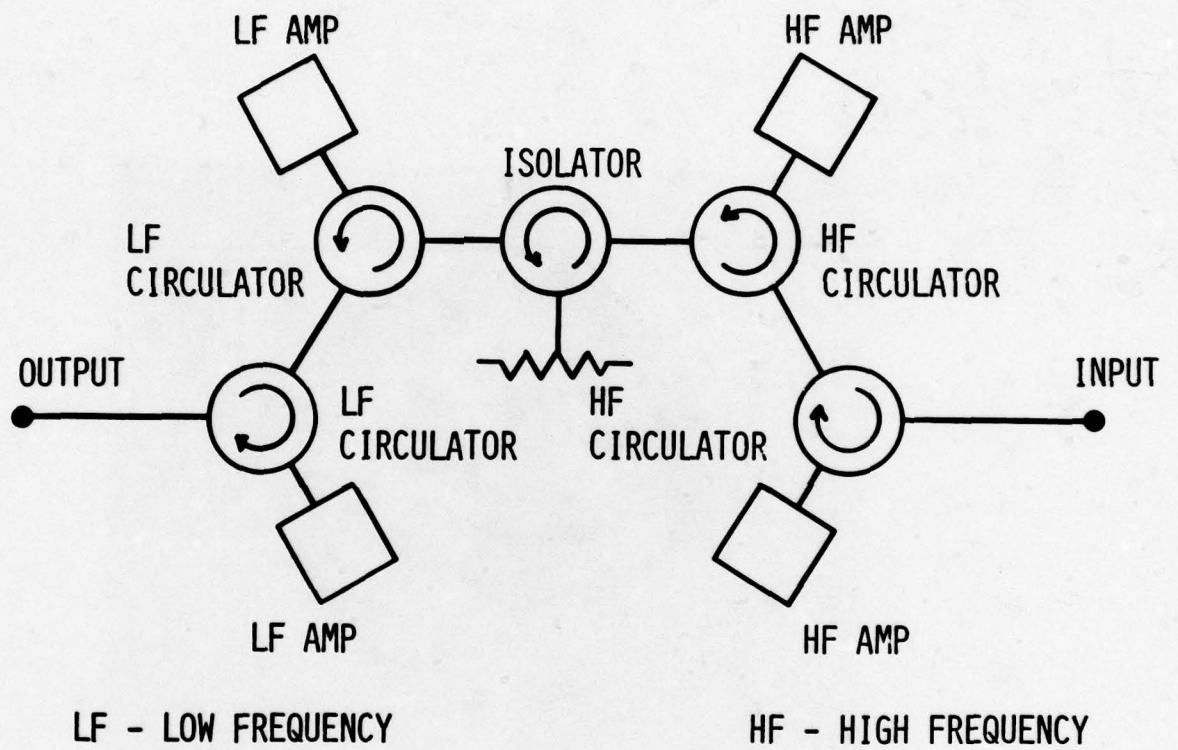 LF AMP
HF AMP
ISOLATOR
LF
CIRCULATOR
HF
CIRCULATOR
OUTPUT
LF
CIRCULATOR
HF
CIRCULATOR
INPUT
LF AMP
HF AMP
LF - LOW FREQUENCY
HF - HIGH FREQUENCY